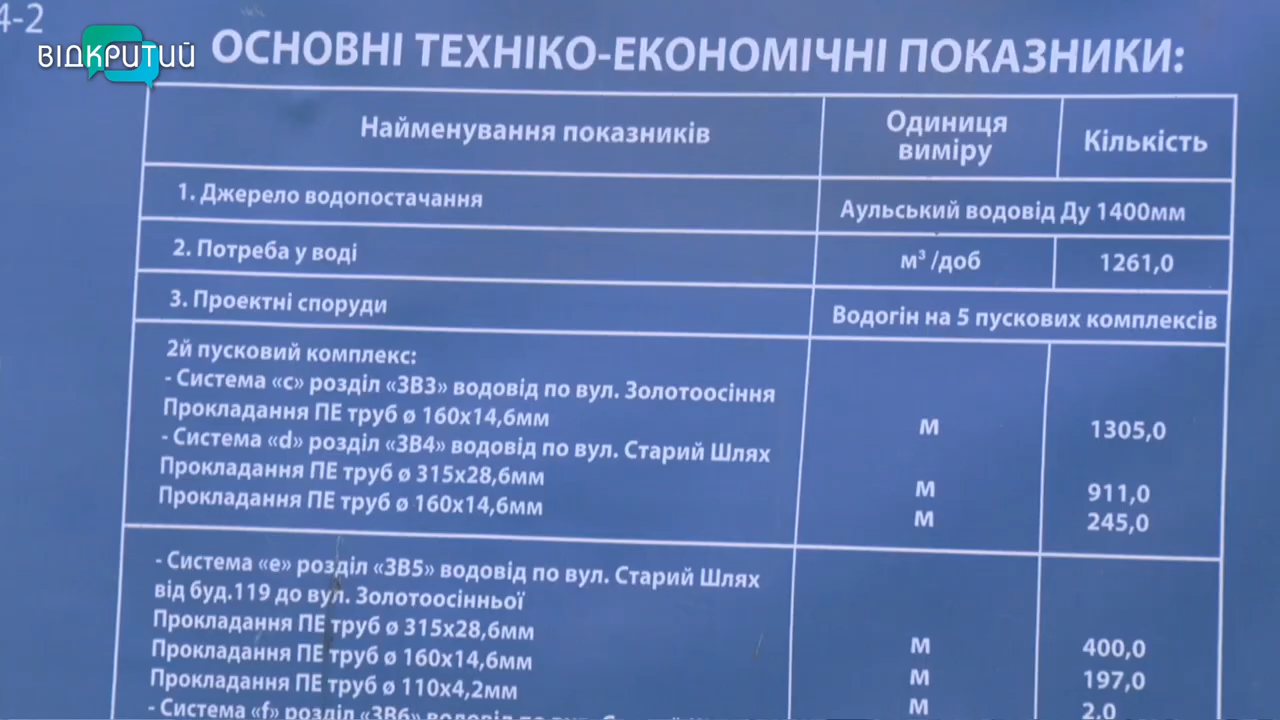 4-2
ВІДКРИТИЙ
ОСНОВНІ ТЕХНІКО-ЕКОНОМІЧНІ ПОКАЗНИКИ:
Найменування показників
Одиниця
виміру
Кількість
1. Джерело водопостачання
Аульський водовід Ду 1400мм
2. Потреба у воді
м³ /доб
1261,0
3. Проектні споруди
Водогін на 5 пускових комплексів
2й пусковий комплекс:
- Система «с» розділ «ЗВ3» водовід по вул. Золотоосіння
Прокладання ПЕ труб ø 160х14,6мм
М
1305,0
- Система «d» розділ «ЗВ4» водовід по вул. Старий Шлях
Прокладання ПЕ труб ø 315х28,6мм
М
911,0
Прокладання ПЕ труб ø 160х14,6мм
М
245,0
- Система «е» розділ «ЗВ5» водовід по вул. Старий Шлях
від буд.119 до вул. Золотоосінньої
Прокладання ПЕ труб ø 315х28,6мм
М
400,0
Прокладання ПЕ труб ø 160х14,6мм
М
197,0
Прокладання ПЕ труб ø 110х4,2мм
М
2,0
- Система «f» розділ «ЗВ6» водовід по вул. Старий